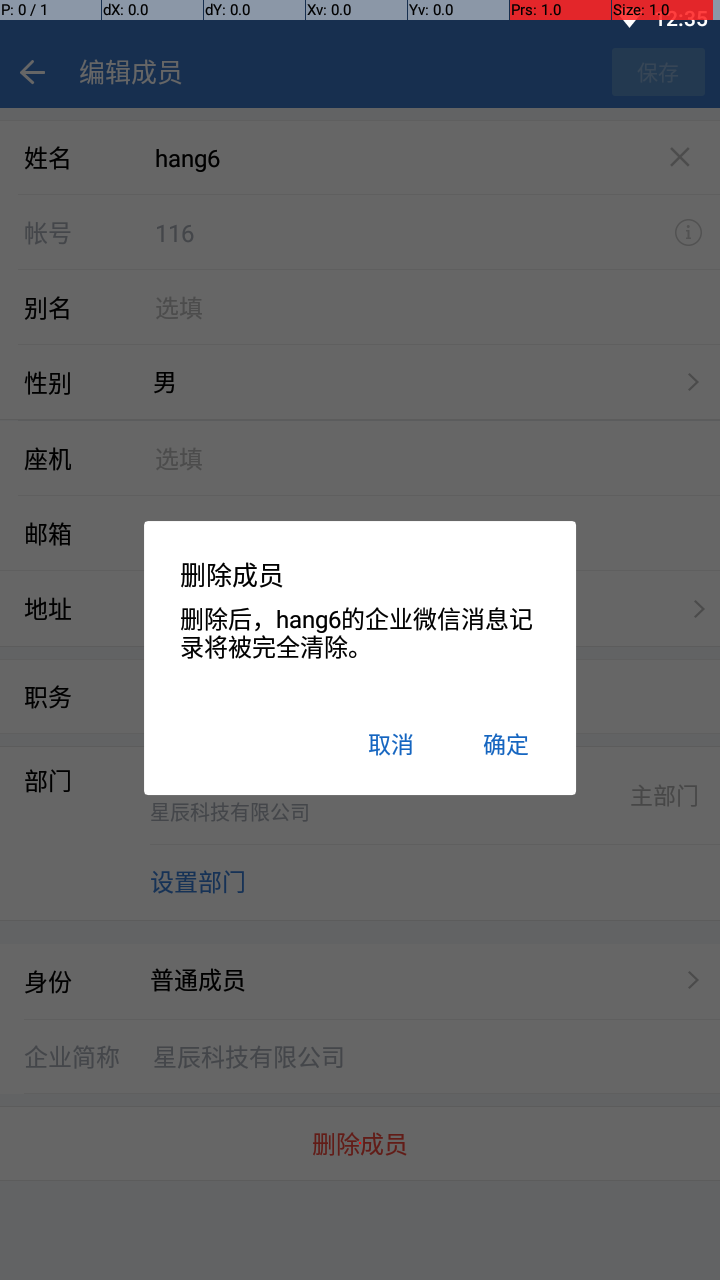 P: 0 / 1 dX: 0.0 dY: 0.0 Xv: 0.0 Yv: 0.0 Prs: 1.0 Size: 1.0
12:35
编辑成员 保存
姓名 hang6
帐号 116
别名 选填
性别 男
座机 选填
邮箱
地址
删除成员
删除后，hang6的企业微信消息记
录将被完全清除。
取消 确定
职务
部门
星辰科技有限公司 主部门
设置部门
身份 普通成员
企业简称 星辰科技有限公司
删除成员